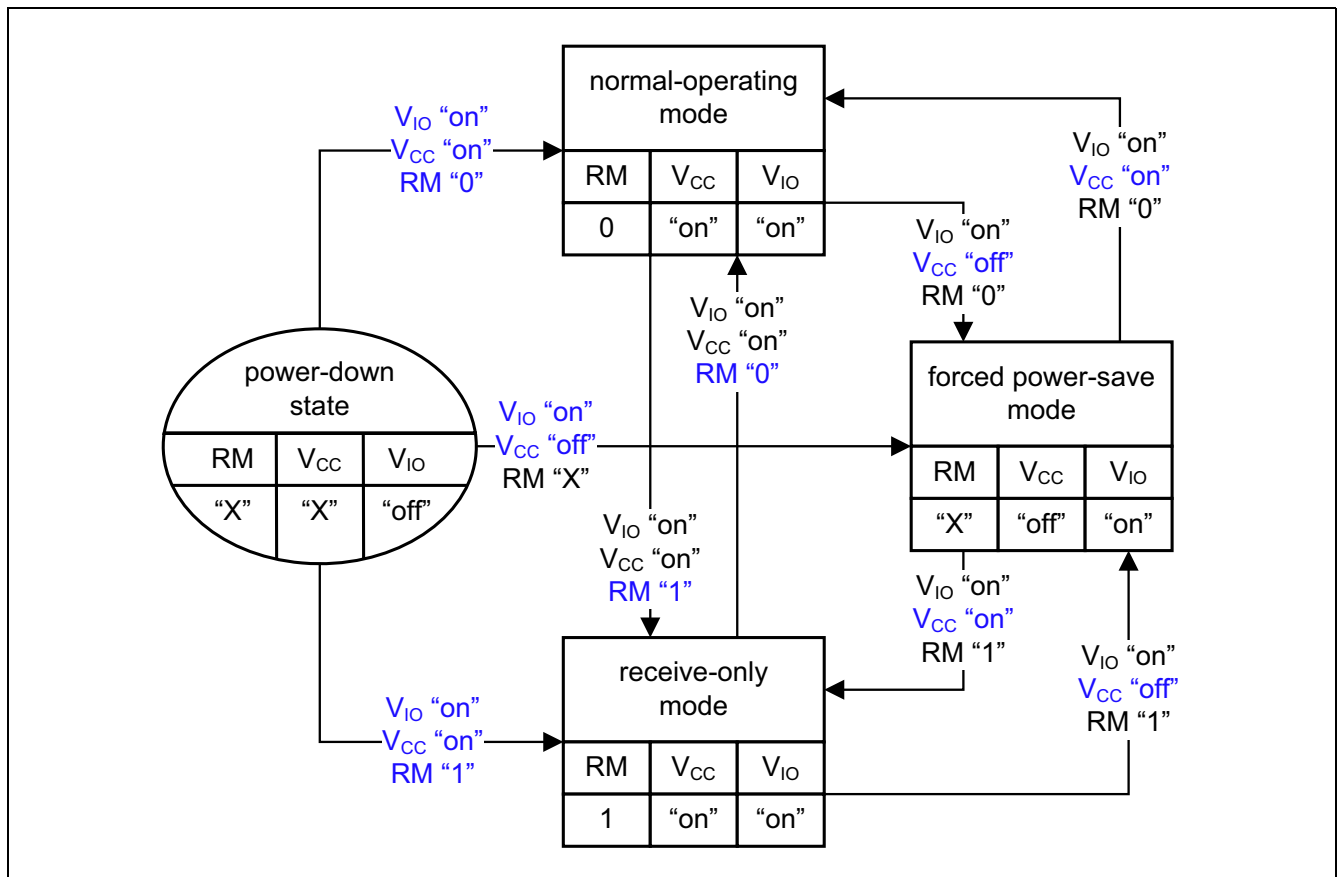 normal-operating
mode
RM VCC VIO
0 “on” “on”
VIO “on”
VCC “on”
RM “0”
VIO “on”
VCC “on”
RM “0”
VIO “on”
VCC “off”
RM “0”
VIO “on”
VCC “on”
RM “0”
power-down
state
RM VCC VIO
“X” “X” “off”
VIO “on”
VCC “off”
RM “X”
forced power-save
mode
RM VCC VIO
“X” “off” “on”
VIO “on”
VCC “on”
RM “1”
VIO “on”
VCC “on”
RM “1”
VIO “on”
VCC “off”
RM “1”
VIO “on”
VCC “on”
RM “1”
receive-only
mode
RM VCC VIO
1 “on” “on”